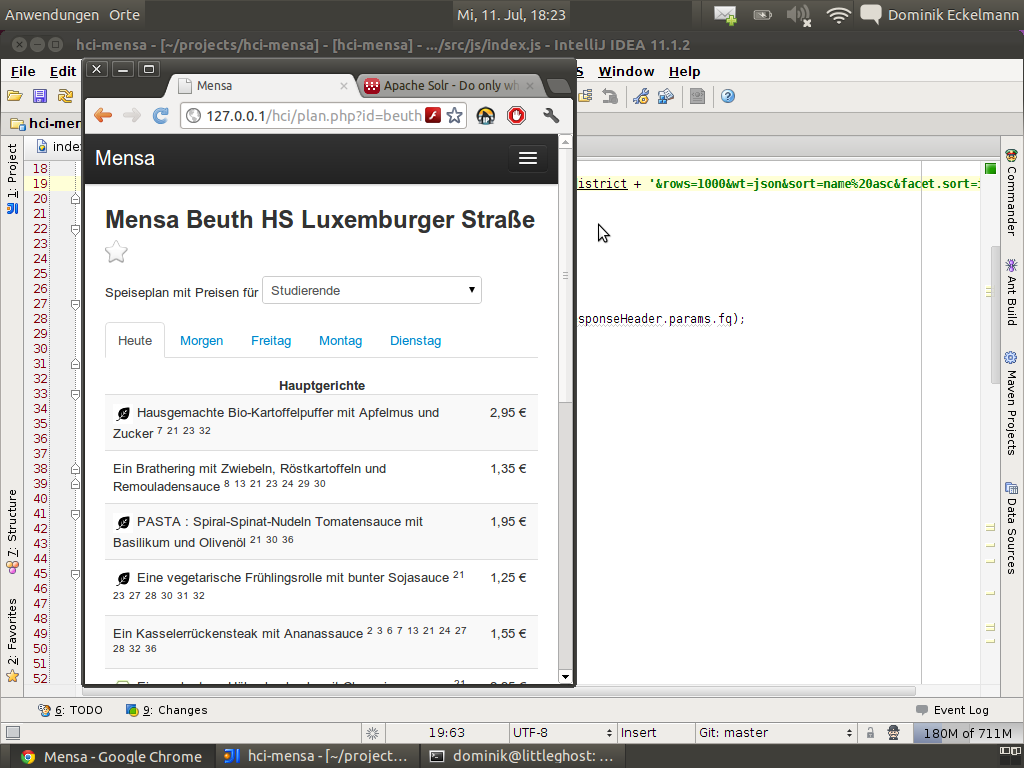 Anwendungen Orte
Mi, 11. Jul, 18:23
Dominik Eckelmann
hci-mensa - [~/projects/hci-mensa] - [hci-mensa] - .../src/js/index.js - IntelliJ IDEA 11.1.2
File Edit
S Window Help
Mensa
Apache Solr - Do only wh
127.0.0.1/hci/plan.php?id=beuth
hci-mer
inde
Mensa
Mensa Beuth HS Luxemburger Straße
Speiseplan mit Preisen für Studierende
Heute Morgen Freitag Montag Dienstag
Hauptgerichte
Hausgemachte Bio-Kartoffelpuffer mit Apfelmus und 2,95 €
Zucker 7 21 23 32
Ein Brathering mit Zwiebeln, Röstkartoffeln und 1,35 €
Remouladensauce 8 13 21 23 24 29 30
PASTA : Spiral-Spinat-Nudeln Tomatensauce mit 1,95 €
Basilikum und Olivenöl 21 30 36
Eine vegetarische Frühlingsrolle mit bunter Sojasauce 21 1,25 €
23 27 28 30 31 32
Ein Kasselerrückensteak mit Ananassauce 2 3 6 7 13 21 24 27 1,55 €
28 32 36
18
19
20
21
22
23
24
25
26
27
28
29
30
31
32
33
34
35
36
37
38
39
40
41
42
43
44
45
46
47
48
49
50
51
52
istrict + '&rows=1000&wt=json&sort=name%20asc&facet.sort=i
sponseHeader.params.fq);
1: Project
7: Structure
2: Favorites
Commander
Ant Build
Maven Projects
Data Sources
6: TODO
9: Changes
Event Log
19:63
UTF-8
Insert
Git: master
180M of 711M
Mensa - Google Chrome
hci-mensa - [~/project...
dominik@littleghost: ...